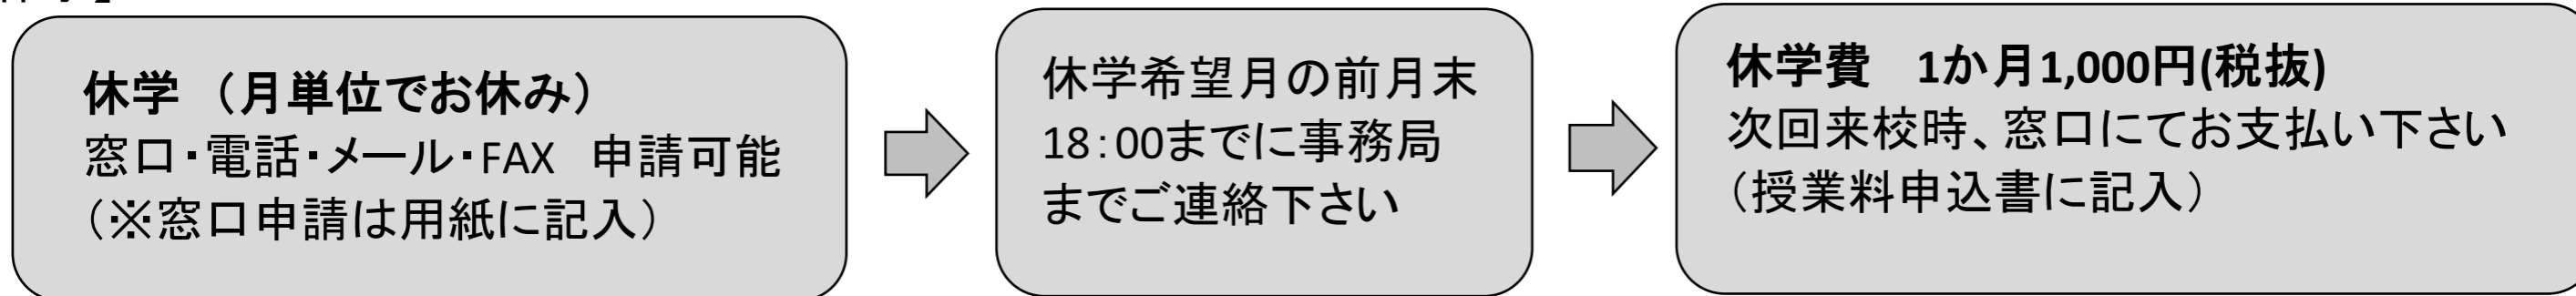 休学 （月単位でお休み）
窓口・電話・メール・FAX　申請可能
（※窓口申請は用紙に記入）
休学希望月の前月末
18：00までに事務局
までご連絡下さい
休学費　1か月1,000円(税抜)
次回来校時、窓口にてお支払い下さい
（授業料申込書に記入）